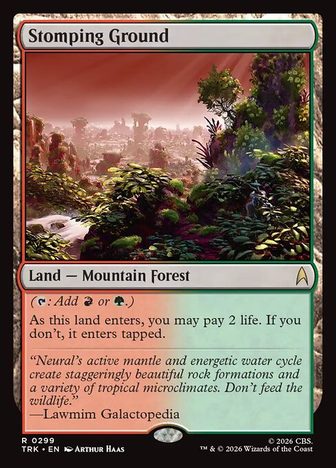 Stomping Ground
Land — Mountain Forest
(: Add or .)
As this land enters, you may pay 2 life. If you
don't, it enters tapped.
"Neural's active mantle and energetic water cycle
create staggeringly beautiful rock formations and
a variety of tropical microclimates. Don't feed the
wildlife."
—Lawmim Galactopedia
R 0299
TRK • EN Arthur Haas
© 2026 CBS.
™ & © 2026 Wizards of the Coast